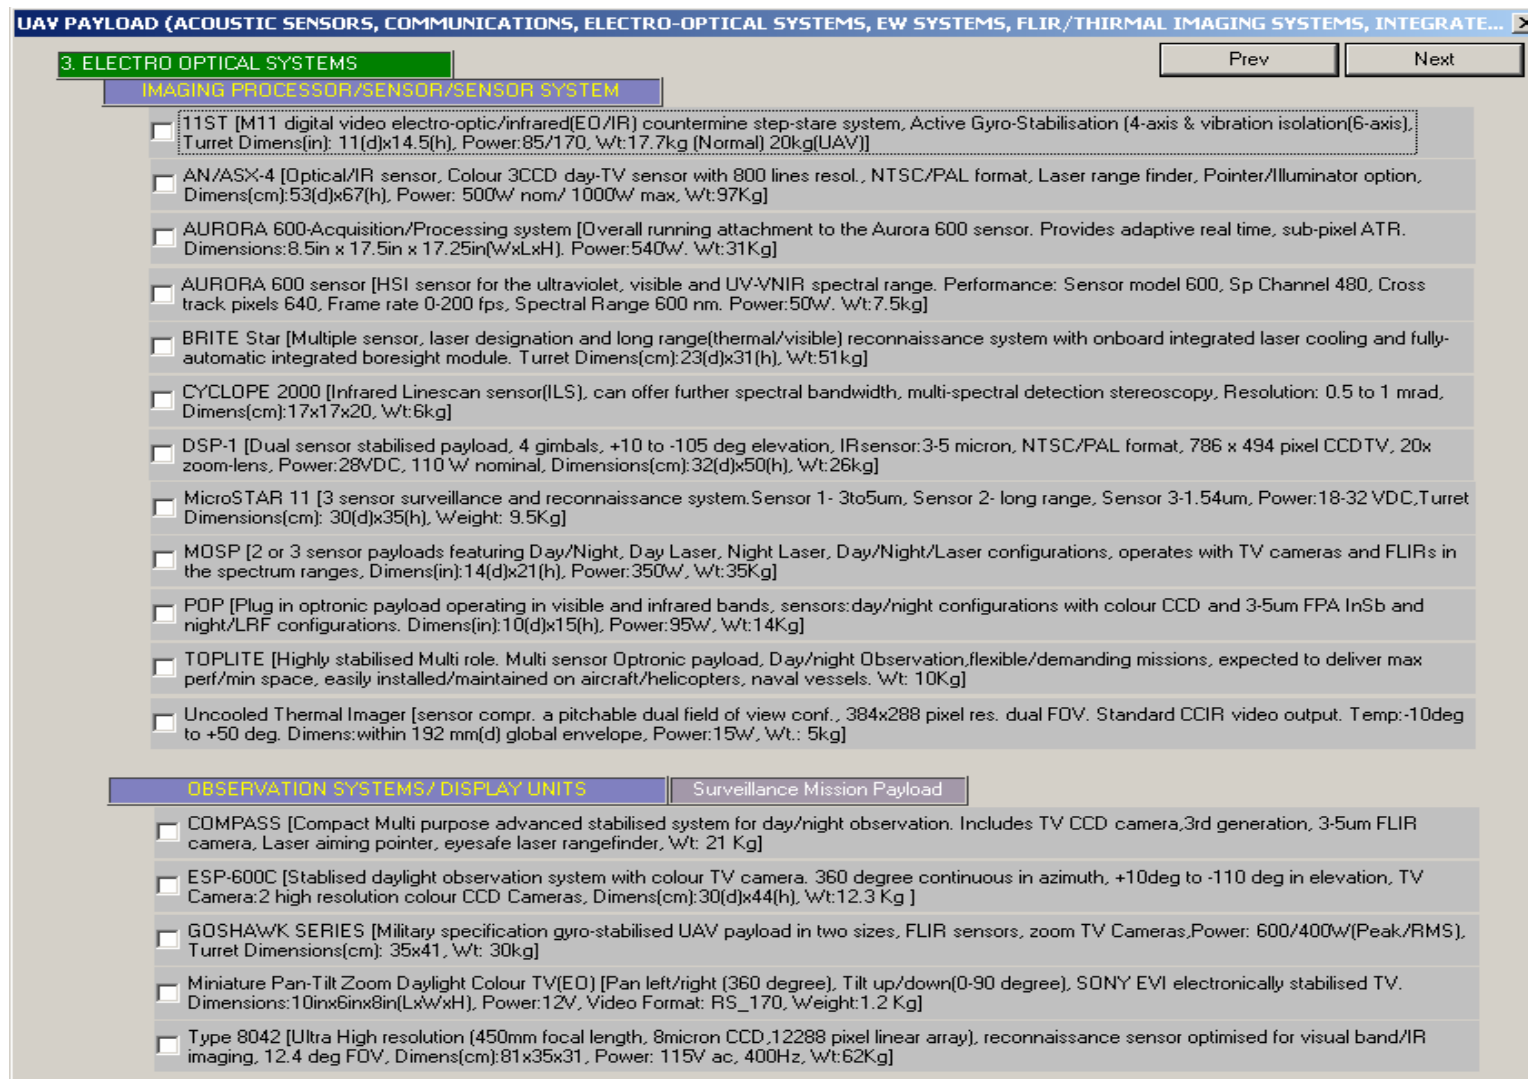 UAV PAYLOAD (ACOUSTIC SENSORS, COMMUNICATIONS, ELECTRO-OPTICAL SYSTEMS, EW SYSTEMS, FLIR/THIRMAL IMAGING SYSTEMS, INTEGRATE...
Prev
Next
3. ELECTRO OPTICAL SYSTEMS
IMAGING PROCESSOR/SENSOR/SENSOR SYSTEM
11ST [M11 digital video electro-optic/infrared(EO/IR) countermine step-stare system, Active Gyro-Stabilisation (4-axis & vibration isolation(6-axis),
Turret Dimens(in): 11(d)x14.5(h), Power:85/170, Wt:17.7kg (Normal) 20kg(UAV)]
AN/ASX-4 [Optical/IR sensor, Colour 3CCD day-TV sensor with 800 lines resol., NTSC/PAL format, Laser range finder, Pointer/Illuminator option,
Dimens(cm):53(d)x67(h), Power: 500W nom/ 1000W max, Wt:97Kg]
AURORA 600-Acquisition/Processing system [Overall running attachment to the Aurora 600 sensor. Provides adaptive real time, sub-pixel ATR.
Dimensions:8.5in x 17.5in x 17.25in(WxLxH). Power:540W. Wt:31Kg]
AURORA 600 sensor [HSI sensor for the ultraviolet, visible and UV-VNIR spectral range. Performance: Sensor model 600, Sp Channel 480, Cross
track pixels 640, Frame rate 0-200 fps, Spectral Range 600 nm. Power:50W. Wt:7.5kg]
BRITE Star [Multiple sensor, laser designation and long range(thermal/visible) reconnaissance system with onboard integrated laser cooling and fully-
automatic integrated boresight module. Turret Dimens(cm):23(d)x31(h), Wt:51kg]
CYCLOPE 2000 [Infrared Linescan sensor(ILS), can offer further spectral bandwidth, multi-spectral detection stereoscopy, Resolution: 0.5 to 1 mrad,
Dimens(cm):17x17x20, Wt:6kg]
DSP-1 [Dual sensor stabilised payload, 4 gimbals, +10 to -105 deg elevation, IRsensor:3-5 micron, NTSC/PAL format, 786 x 494 pixel CCDTV, 20x
zoom-lens, Power:28VDC, 110 W nominal, Dimensions(cm):32(d)x50(h), Wt:26kg]
MicroSTAR 11 [3 sensor surveillance and reconnaissance system.Sensor 1- 3to5um, Sensor 2- long range, Sensor 3-1.54um, Power:18-32 VDC,Turret
Dimensions(cm): 30(d)x35(h), Weight: 9.5Kg]
MOSP [2 or 3 sensor payloads featuring Day/Night, Day Laser, Night Laser, Day/Night/Laser configurations, operates with TV cameras and FLIRs in
the spectrum ranges, Dimens(in):14(d)x21(h), Power:350W, Wt:35Kg]
POP [Plug in optronic payload operating in visible and infrared bands, sensors:day/night configurations with colour CCD and 3-5um FPA InSb and
night/LRF configurations. Dimens(in):10(d)x15(h), Power:95W, Wt:14Kg]
TOPLITE [Highly stabilised Multi role. Multi sensor Optronic payload, Day/night Observation,flexible/demanding missions, expected to deliver max
perf/min space, easily installed/maintained on aircraft/helicopters, naval vessels. Wt: 10Kg]
Uncooled Thermal Imager [sensor compr. a pitchable dual field of view conf., 384x288 pixel res. dual FOV. Standard CCIR video output. Temp:-10deg
to +50 deg. Dimens:within 192 mm(d) global envelope, Power:15W, Wt.: 5kg]
OBSERVATION SYSTEMS/ DISPLAY UNITS
Surveillance Mission Payload
COMPASS [Compact Multi purpose advanced stabilised system for day/night observation. Includes TV CCD camera,3rd generation, 3-5um FLIR
camera, Laser aiming pointer, eyesafe laser rangefinder, Wt: 21 Kg]
ESP-600C [Stablised daylight observation system with colour TV camera. 360 degree continuous in azimuth, +10deg to -110 deg in elevation, TV
Camera:2 high resolution colour CCD Cameras, Dimens(cm):30(d)x44(h), Wt:12.3 Kg ]
GOSHAWK SERIES [Military specification gyro-stabilised UAV payload in two sizes, FLIR sensors, zoom TV Cameras,Power: 600/400W(Peak/RMS),
Turret Dimensions(cm): 35x41, Wt: 30kg]
Miniature Pan-Tilt Zoom Daylight Colour TV(EO) [Pan left/right (360 degree), Tilt up/down(0-90 degree), SONY EVI electronically stabilised TV.
Dimensions:10inx6inx8in(LxWxH), Power:12V, Video Format: RS_170, Weight:1.2 Kg]
Type 8042 [Ultra High resolution (450mm focal length, 8micron CCD,12288 pixel linear array), reconnaissance sensor optimised for visual band/IR
imaging, 12.4 deg FOV, Dimens(cm):81x35x31, Power: 115V ac, 400Hz, Wt:62Kg]